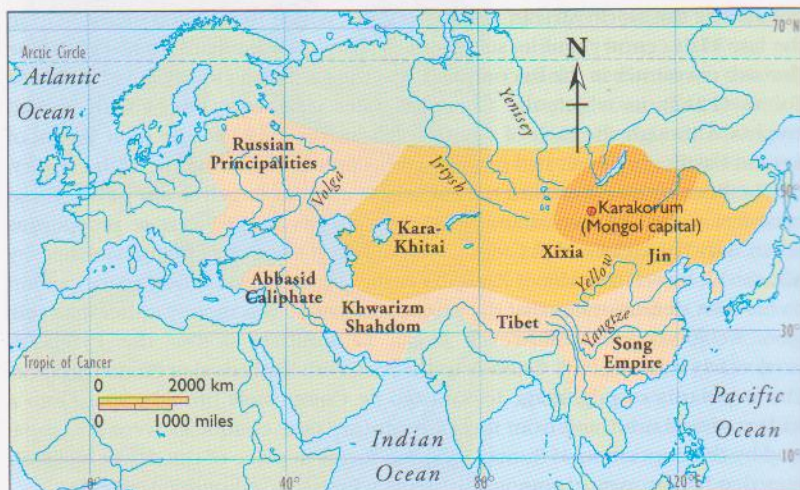 70°N
Arctic Circle
Atlantic
Ocean
N
Yenisey
Russian
Principalities
Irtysh
Volga
50°
Karakorum
(Mongol capital)
Kara-
Khitai
Xixia
Jin
Yellow
Abbasid
Caliphate
Khwarizm
Shahdom
Tibet
Yangtze
30°
Song
Empire
Tropic of Cancer
0 2000 km
0 1000 miles
Pacific
Ocean
Indian
Ocean
10°
0°
40°
80°
120°E